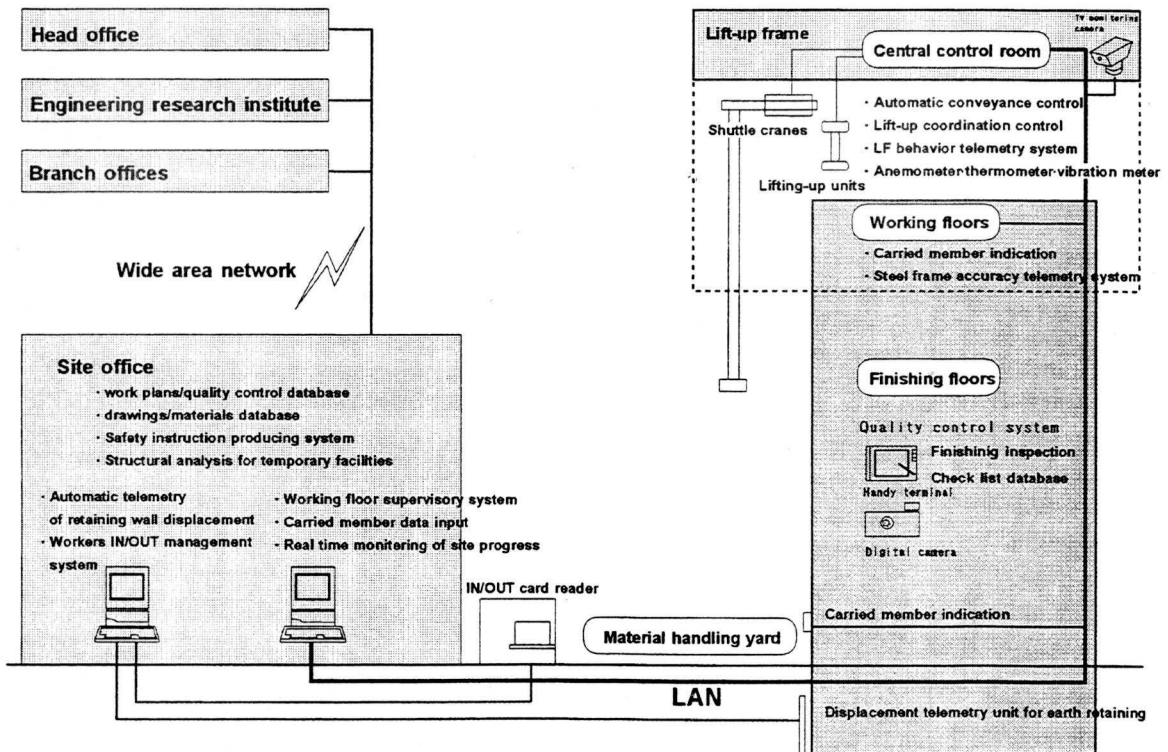 Head office
Engineering research institute
Branch offices
Wide area network
Site office
· work plans/quality control database
· drawings/materials database
· Safety instruction producing system
· Structural analysis for temporary facilities
· Automatic telemetry
of retaining wall displacement
· Workers IN/OUT management
system
· Working floor supervisory system
· Carried member data input
· Real time monitering of site progress
IN/OUT card reader
Material handling yard
LAN
Lift-up frame
Central control room
TV monitering
camera
Shuttle cranes
Lifting-up units
· Automatic conveyance control
· Lift-up coordination control
· LF behavior telemetry system
· Anemometer·thermometer·vibration meter
Working floors
· Carried member indication
· Steel frame accuracy telemetry system
Finishing floors
Quality control system
Finishinig inspection
Check list database
Handy terminal
Digital camera
Carried member indication
Displacement telemetry unit for earth retaining